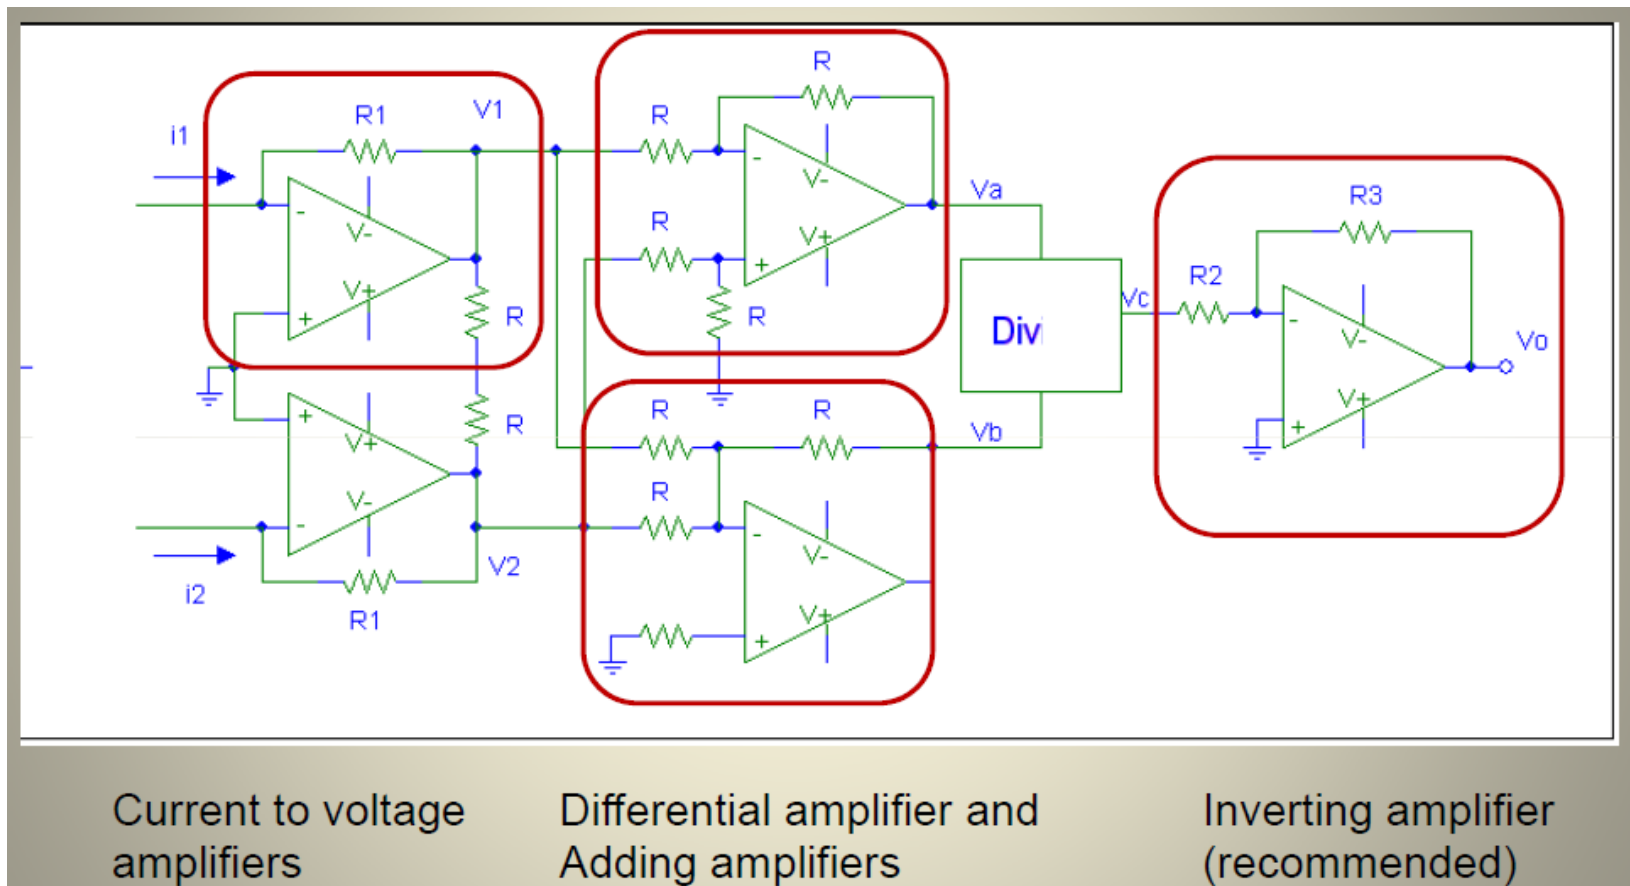 R
R1
V1
R
i1
R3
V-
V-
Va
R
R2
V-
V+
V+
+
Vc
+
R
R
Div
Vo
V-
+
R
R
R
V+
+
V+
Vb
R
V-
V-
V2
i2
V+
R1
+
Current to voltage
amplifiers
Differential amplifier and
Adding amplifiers
Inverting amplifier
(recommended)